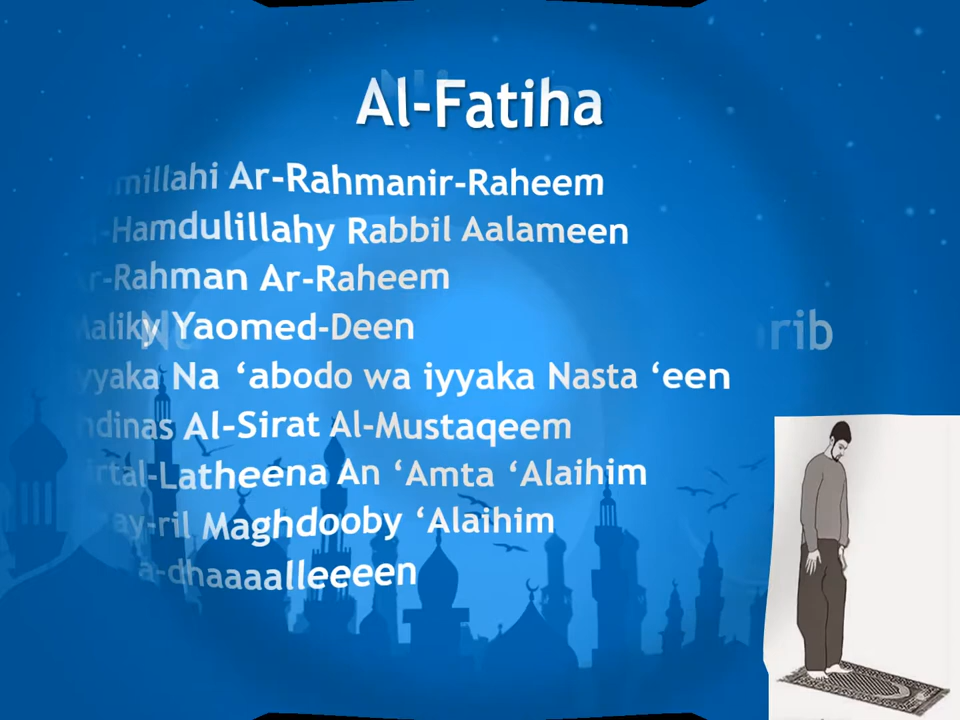 Al-Fatiha
millahi Ar-Rahmanir-Raheem
-Hamdulillahy Rabbil Aalameen
r-Rahman Ar-Raheem
Maliky Yaomed-Deen
yyaka Na ‘abodo wa iyyaka Nasta ‘een
dinas Al-Sirat Al-Mustaqeem
rtal-Latheena An ‘Amta ‘Alaihim
ay-ril Maghdooby ‘Alaihim
a-dhaaaalleeeen